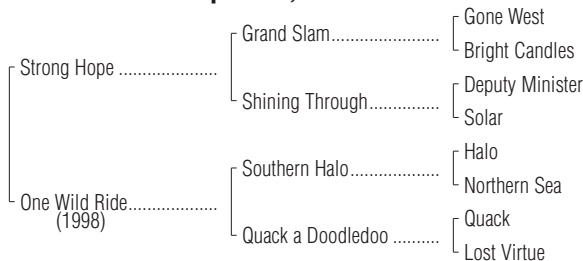 Gone West
Grand Slam....................
Bright Candles
Strong Hope ..................
Deputy Minister
Shining Through..............
Solar
Halo
Southern Halo..................
Northern Sea
One Wild Ride..................
(1998)
Quack
Quack a Doodledoo .........
Lost Virtue